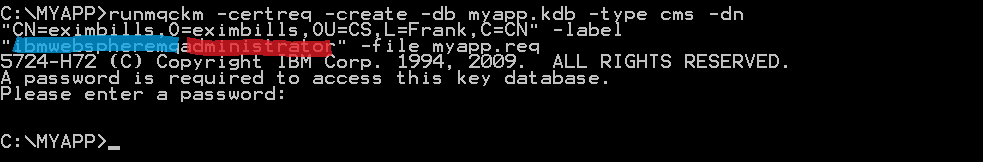 C:\MYAPP>runmqckm -certreq -create -db myapp.kdb -type cms -dn
"CN=eximbills,O=eximbills,OU=CS,L=Frank,C=CN" -label
"ibmwebspheremqadministrator" -file myapp.req
5724-H72 (C) Copyright IBM Corp. 1994, 2009.  ALL RIGHTS RESERVED.
A password is required to access this key database.
Please enter a password:
C:\MYAPP>_